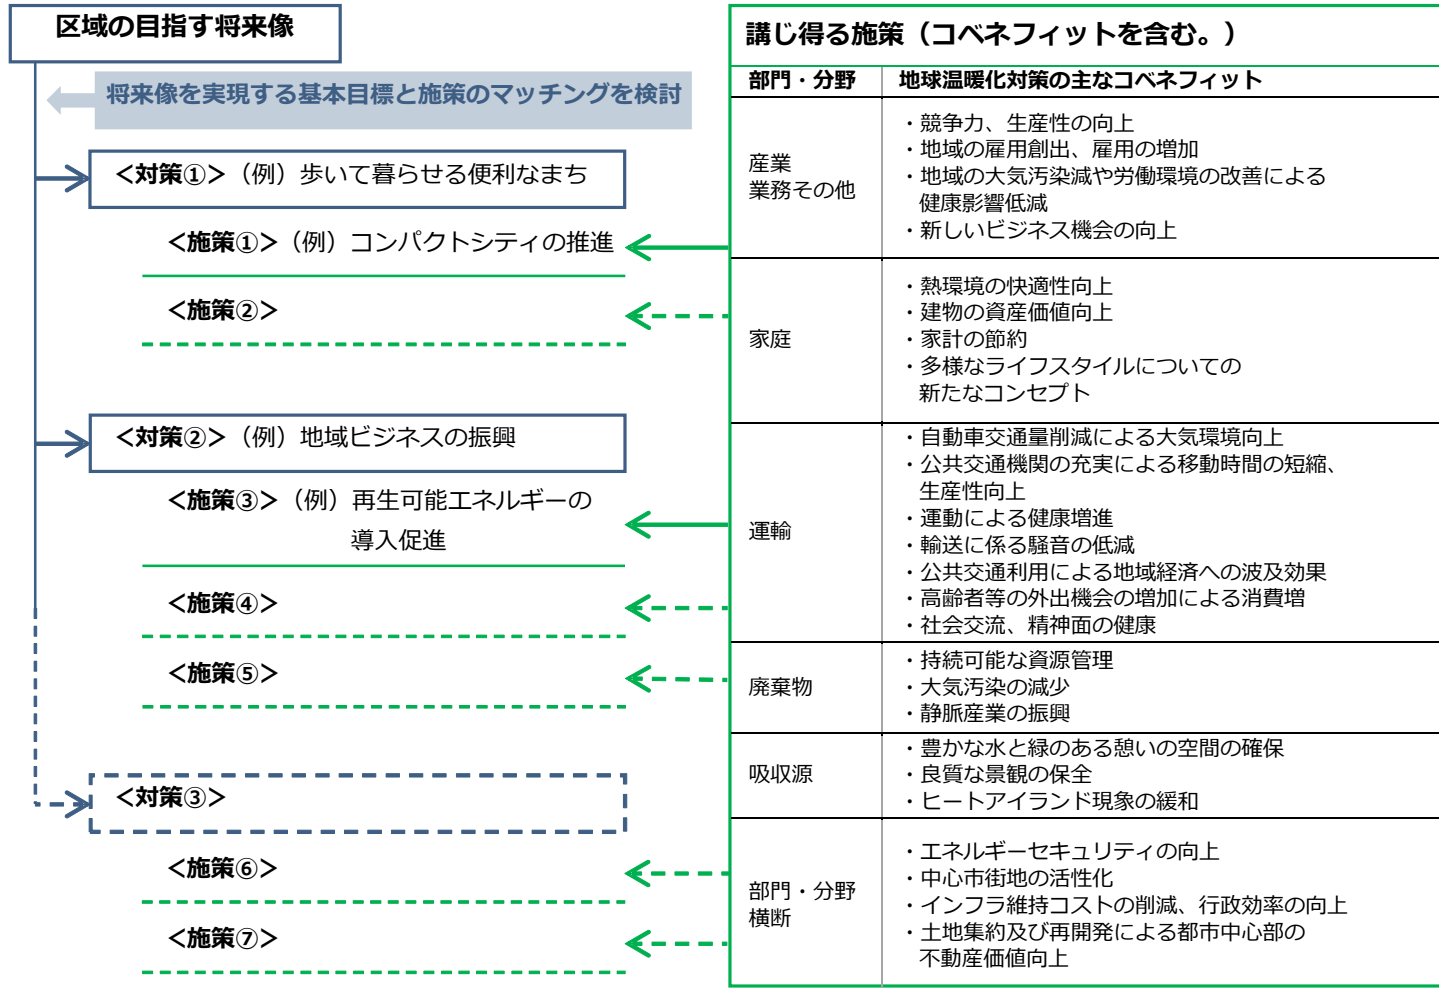 区域の目指す将来像
将来像を実現する基本目標と施策のマッチングを検討
<対策①>（例）歩いて暮らせる便利なまち
<施策①>（例）コンパクトシティの推進
<施策②>
<対策②>（例）地域ビジネスの振興
<施策③>（例）再生可能エネルギーの
導入促進
<施策④>
<施策⑤>
<対策③>
<施策⑥>
<施策⑦>
講じ得る施策（コベネフィットを含む。）
部門・分野
地球温暖化対策の主なコベネフィット
産業
業務その他
・競争力、生産性の向上
・地域の雇用創出、雇用の増加
・地域の大気汚染減や労働環境の改善による
健康影響低減
・新しいビジネス機会の向上
家庭
・熱環境の快適性向上
・建物の資産価値向上
・家計の節約
・多様なライフスタイルについての
新たなコンセプト
運輸
・自動車交通量削減による大気環境向上
・公共交通機関の充実による移動時間の短縮、
生産性向上
・運動による健康増進
・輸送に係る騒音の低減
・公共交通利用による地域経済への波及効果
・高齢者等の外出機会の増加による消費増
・社会交流、精神面の健康
廃棄物
・持続可能な資源管理
・大気汚染の減少
・静脈産業の振興
吸収源
・豊かな水と緑のある憩いの空間の確保
・良質な景観の保全
・ヒートアイランド現象の緩和
部門・分野
横断
・エネルギーセキュリティの向上
・中心市街地の活性化
・インフラ維持コストの削減、行政効率の向上
・土地集約及び再開発による都市中心部の
不動産価値向上